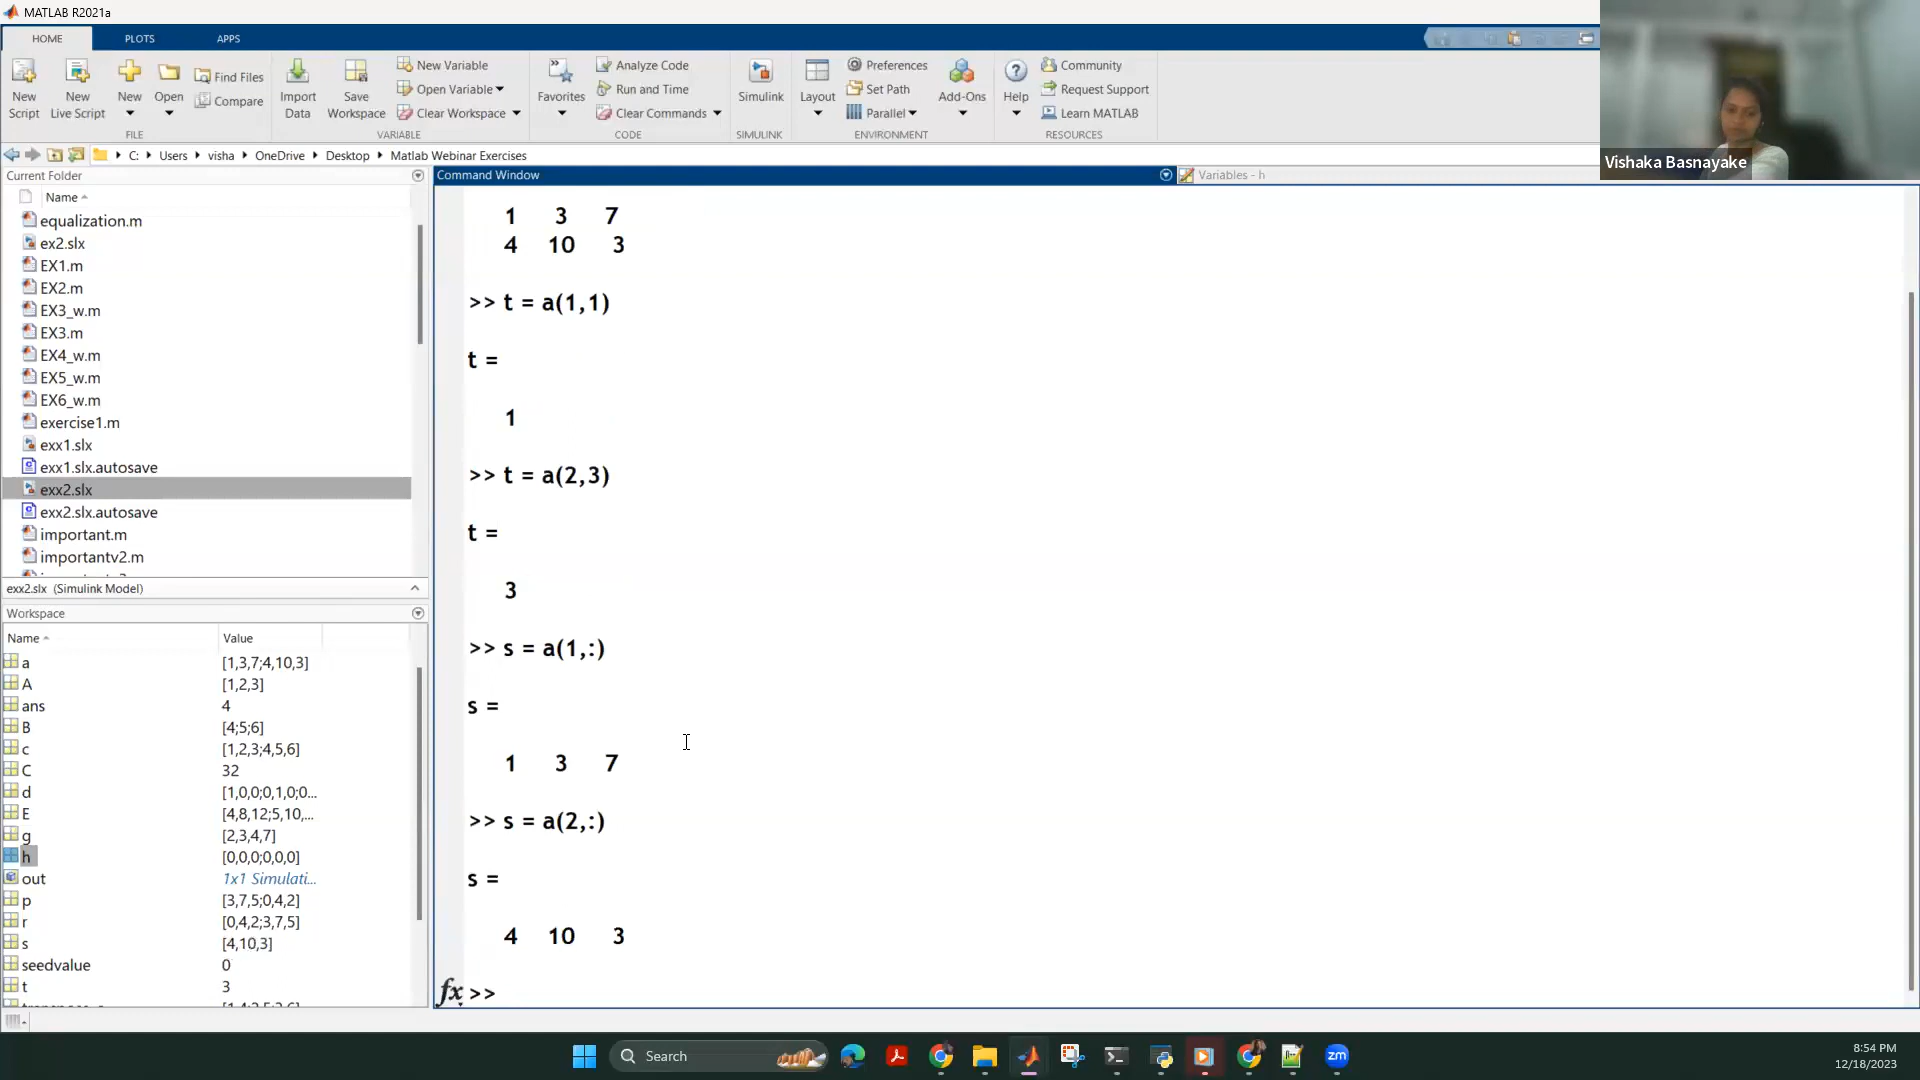 MATLAB R2021a
HOME PLOTS APPS
New Script
New Live Script
New
Open
Find Files
Compare
Import Data
Save Workspace
New Variable
Open Variable
Clear Workspace
Favorites
Analyze Code
Run and Time
Clear Commands
Simulink
Layout
Preferences
Set Path
Parallel
Add-Ons
Help
Community
Request Support
Learn MATLAB
FILE VARIABLE CODE SIMULINK ENVIRONMENT RESOURCES
Vishaka Basnayake
C: Users visha OneDrive Desktop Matlab Webinar Exercises
Current Folder
Name
equalization.m
ex2.slx
EX1.m
EX2.m
EX3_w.m
EX3.m
EX4_w.m
EX5_w.m
EX6_w.m
exercise1.m
exx1.slx
exx1.slx.autosave
exx2.slx
exx2.slx.autosave
important.m
importantv2.m
exx2.slx (Simulink Model)
Workspace
Name Value
a [1,3,7;4,10,3]
A [1,2,3]
ans 4
B [4;5;6]
c [1,2,3;4,5,6]
C 32
d [1,0,0;0,1,0;0...
E [4,8,12;5,10,...
g [2,3,4,7]
h [0,0,0;0,0,0]
out 1x1 Simulati...
p [3,7,5;0,4,2]
r [0,4,2;3,7,5]
s [4,10,3]
seedvalue 0
t 3
Command Window
Variables - h
1 3 7
4 10 3
>> t = a(1,1)
t =
1
>> t = a(2,3)
t =
3
>> s = a(1,:)
s =
1 3 7
>> s = a(2,:)
s =
4 10 3
fx >>
Search
zm
8:54 PM
12/18/2023